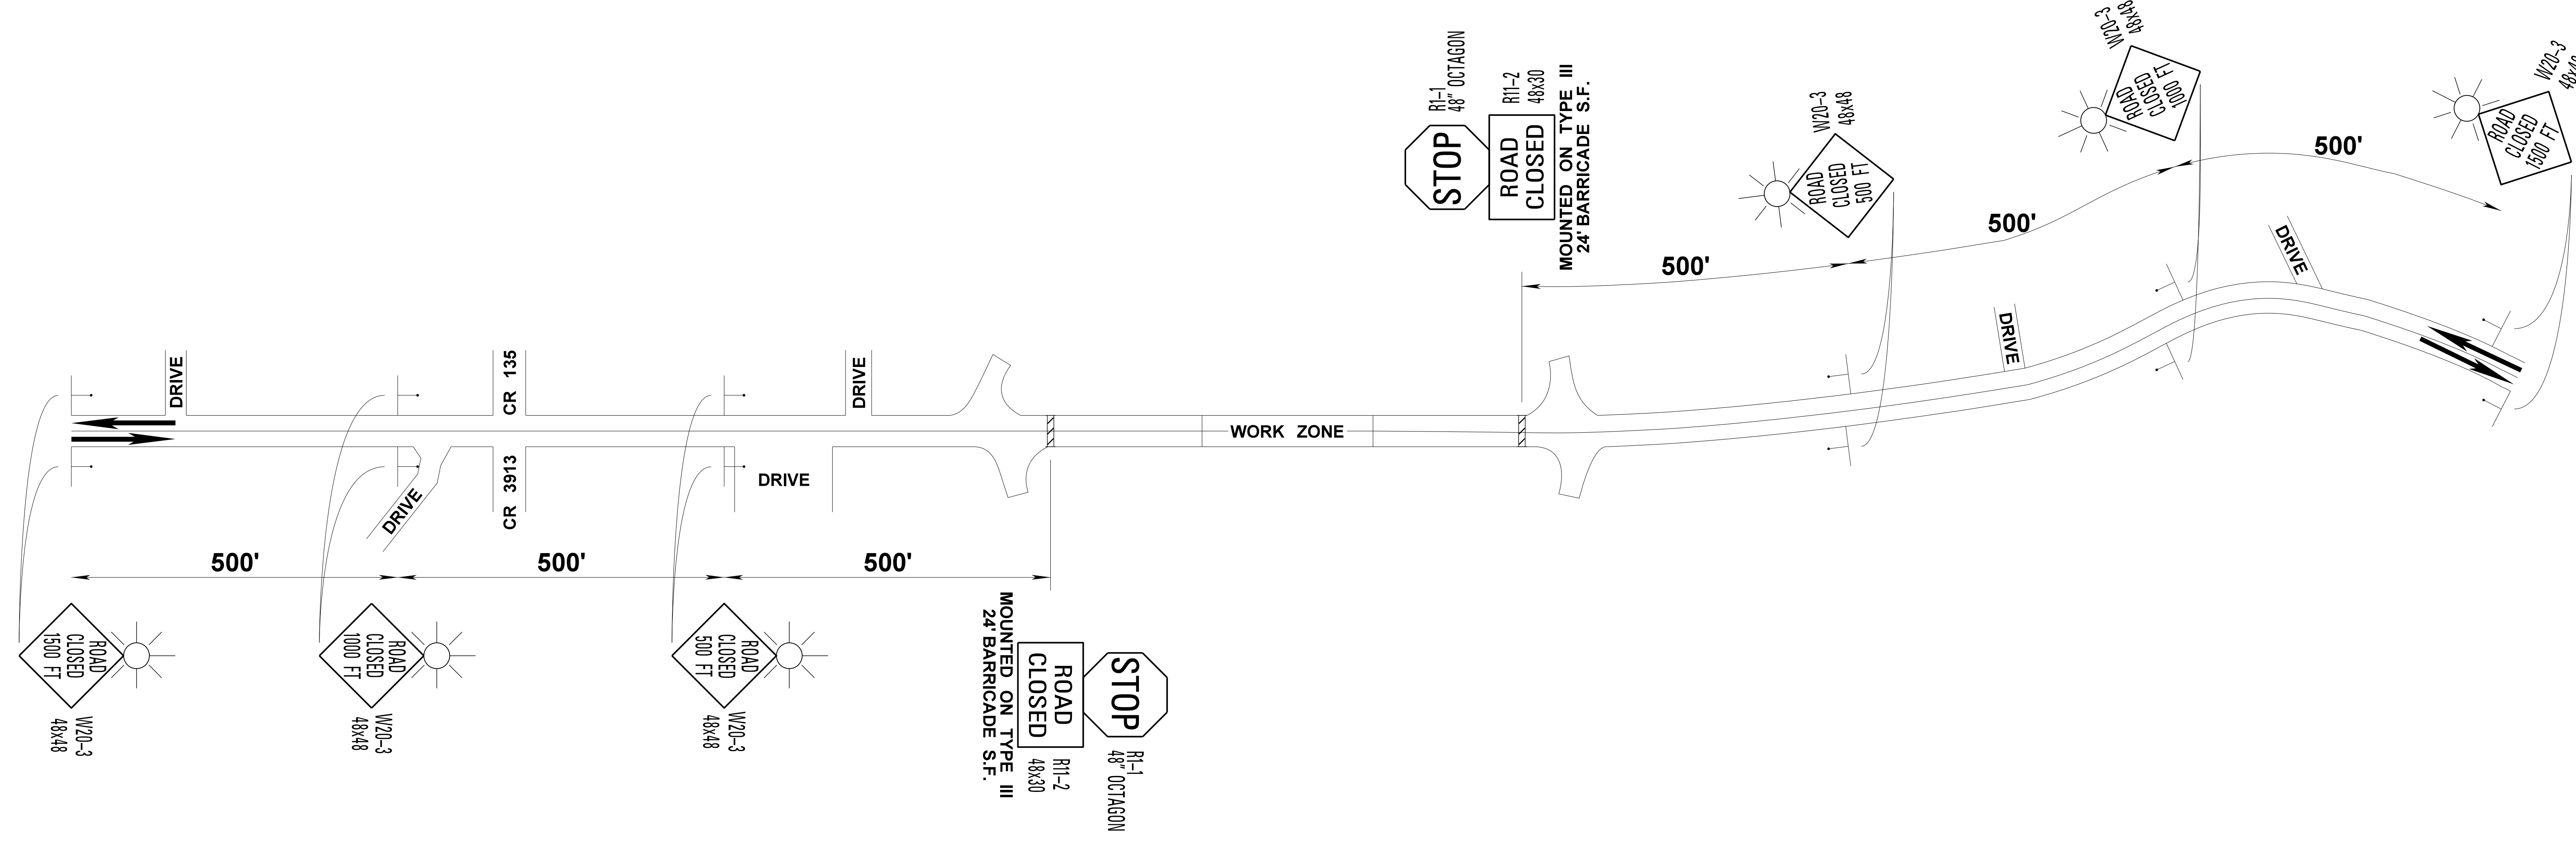 R1-1
48" OCTAGON
STOP
R11-2
48x30
ROAD
CLOSED
MOUNTED ON TYPE III
24' BARRICADE S.F.
W20-3
48x48
ROAD
CLOSED
500 FT
W20-3
48x48
ROAD
CLOSED
1000 FT
W20-3
48x48
ROAD
CLOSED
1500 FT
500'
500'
500'
DRIVE
DRIVE
DRIVE
CR 135
DRIVE
WORK ZONE
DRIVE
CR 3913
DRIVE
500'
500'
500'
ROAD
CLOSED
1500 FT
W20-3
48x48
ROAD
CLOSED
1000 FT
W20-3
48x48
ROAD
CLOSED
500 FT
W20-3
48x48
MOUNTED ON TYPE III
24' BARRICADE S.F.
ROAD
CLOSED
R11-2
48x30
STOP
R1-1
48" OCTAGON